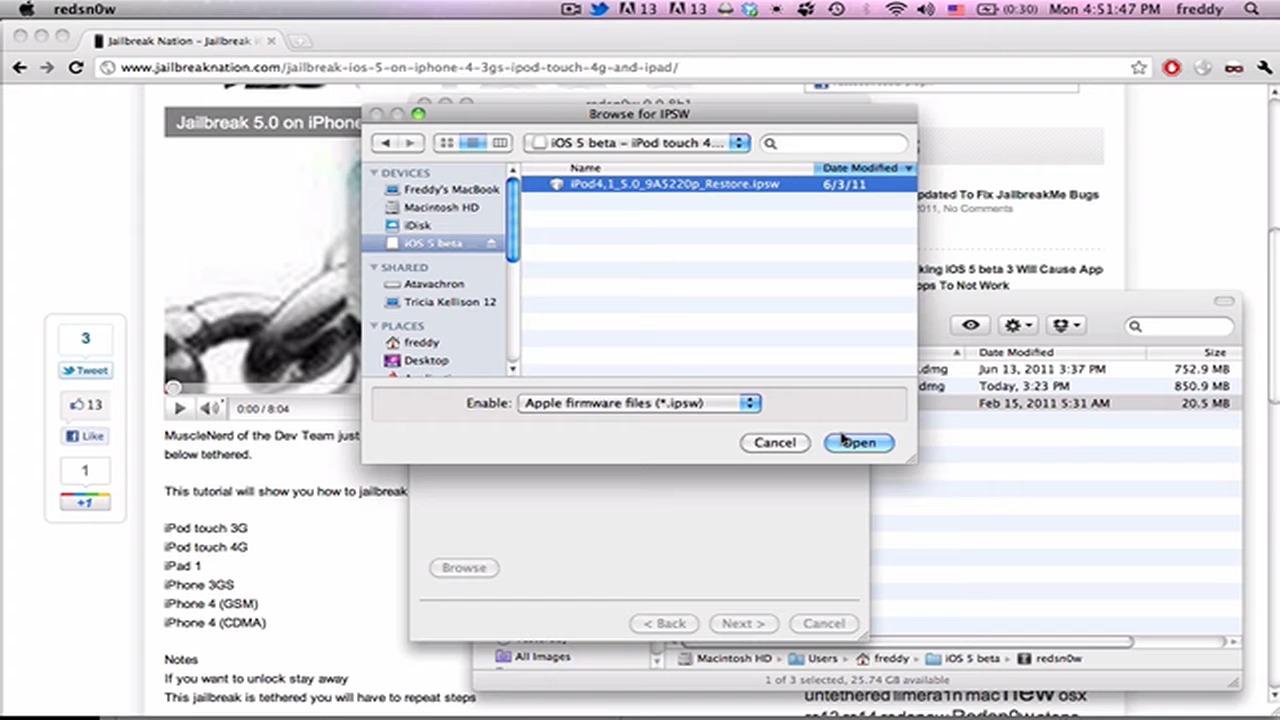 redsn0w
13
13
(0:30) Mon 4:51:47 PM freddy
Jailbreak Nation – Jailbreak i
www.jailbreaknation.com/jailbreak-ios-5-on-iphone-4-3gs-ipod-touch-4g-and-ipad/
Jailbreak 5.0 on iPhone
Browse for IPSW
iOS 5 beta – iPod touch 4...
DEVICES
Freddy's MacBook
Macintosh HD
iDisk
iOS 5 beta ...
SHARED
Atavachron
Tricia Kellison 12
PLACES
freddy
Desktop
Name
Date Modified
iPod4,1_5.0_9A5220p_Restore.ipsw
6/3/11
Enable:
Apple firmware files (*.ipsw)
Cancel
Open
pdated To Fix JailbreakMe Bugs
2011, No Comments
king iOS 5 beta 3 Will Cause App
ps To Not Work
Date Modified
Size
.dmg
Jun 13, 2011 3:37 PM
752.9 MB
dmg
Today, 3:23 PM
850.9 MB
Feb 15, 2011 5:31 AM
20.5 MB
3
Tweet
13
Like
1
+1
0:00 / 8:04
MuscleNerd of the Dev Team just
below tethered.
This tutorial will show you how to jailbreak
iPod touch 3G
iPod touch 4G
iPad 1
iPhone 3GS
iPhone 4 (GSM)
iPhone 4 (CDMA)
Notes
If you want to unlock stay away
This jailbreak is tethered you will have to repeat steps
Browse
< Back
Next >
Cancel
All Images
Macintosh HD
Users
freddy
iOS 5 beta
redsn0w
1 of 3 selected, 25.74 GB available
untethered limera1n mac new osx